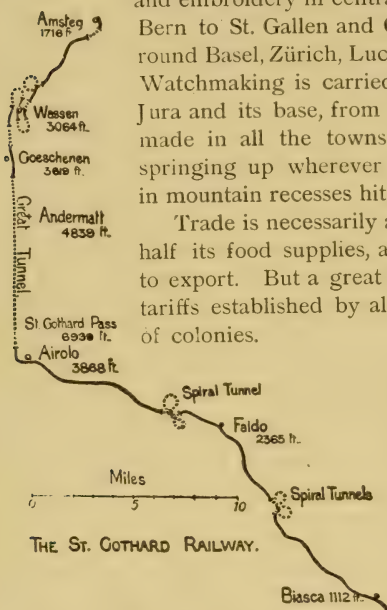 and embroidery in centra
Bern to St. Gallen and
round Basel, Zürich, Luc
Watchmaking is carried
Jura and its base, from
made in all the towns
springing up wherever
in mountain recesses hit
Trade is necessarily a
half its food supplies, a
to export. But a great
tariffs established by al
of colonies.
Amsteg
1716 ft
Wassen
3064 ft.
Goeschenen
Great Tunnel
Andermatt
4839 ft.
St. Gothard Pass
6936 ft.
Airolo
3868 ft.
Spiral Tunnel
Faido
2365 ft.
Miles
0 5 10
Spiral Tunnels
THE ST. GOTHARD RAILWAY.
Biasca 1112 ft.